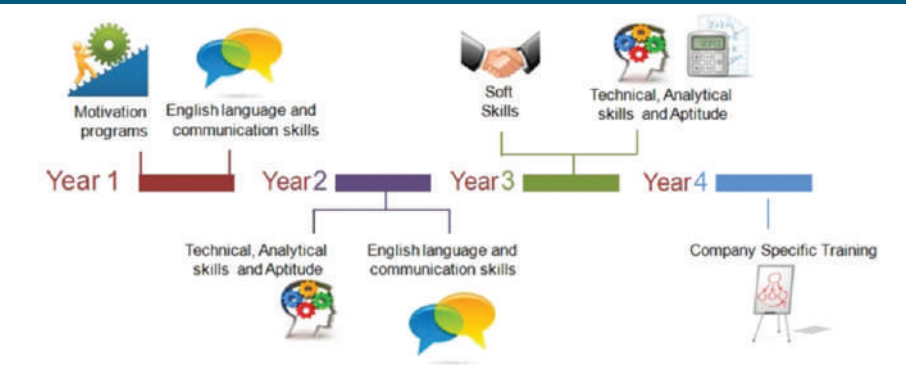 Motivation
programs
English language and
communication skills
Soft
Skills
Technical, Analytical
skills and Aptitude
Year 1
Year2
Year3
Year4
Technical, Analytical
skills and Aptitude
English language and
communication skills
Company Specific Training